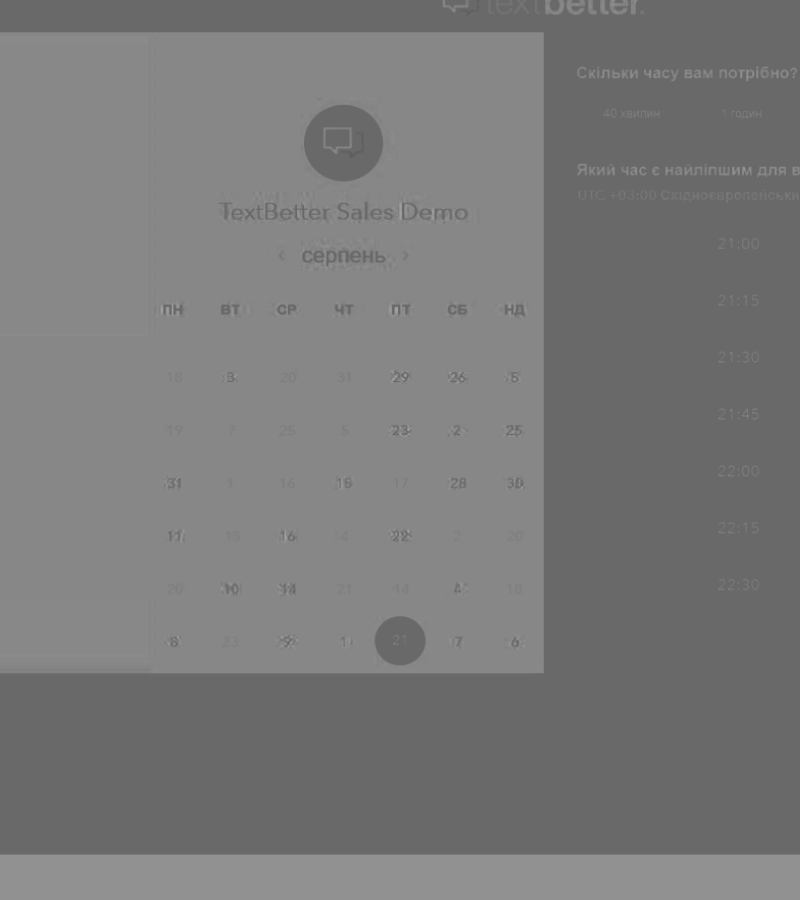 textbetter.
TextBetter Sales Demo
‹ серпень ›
ПН ВТ СР ЧТ ПТ СБ НД
18 3 20 31 29 26 5
19 7 25 5 23 2 25
31 1 16 15 17 28 30
11 13 16 4 22 2 20
20 10 14 21 14 4 18
8 23 9 1 21 7 6
Скільки часу вам потрібно?
40 хвилин 1 годин
Який час є найліпшим для
UTC +03:00
21:00
21:15
21:30
21:45
22:00
22:15
22:30